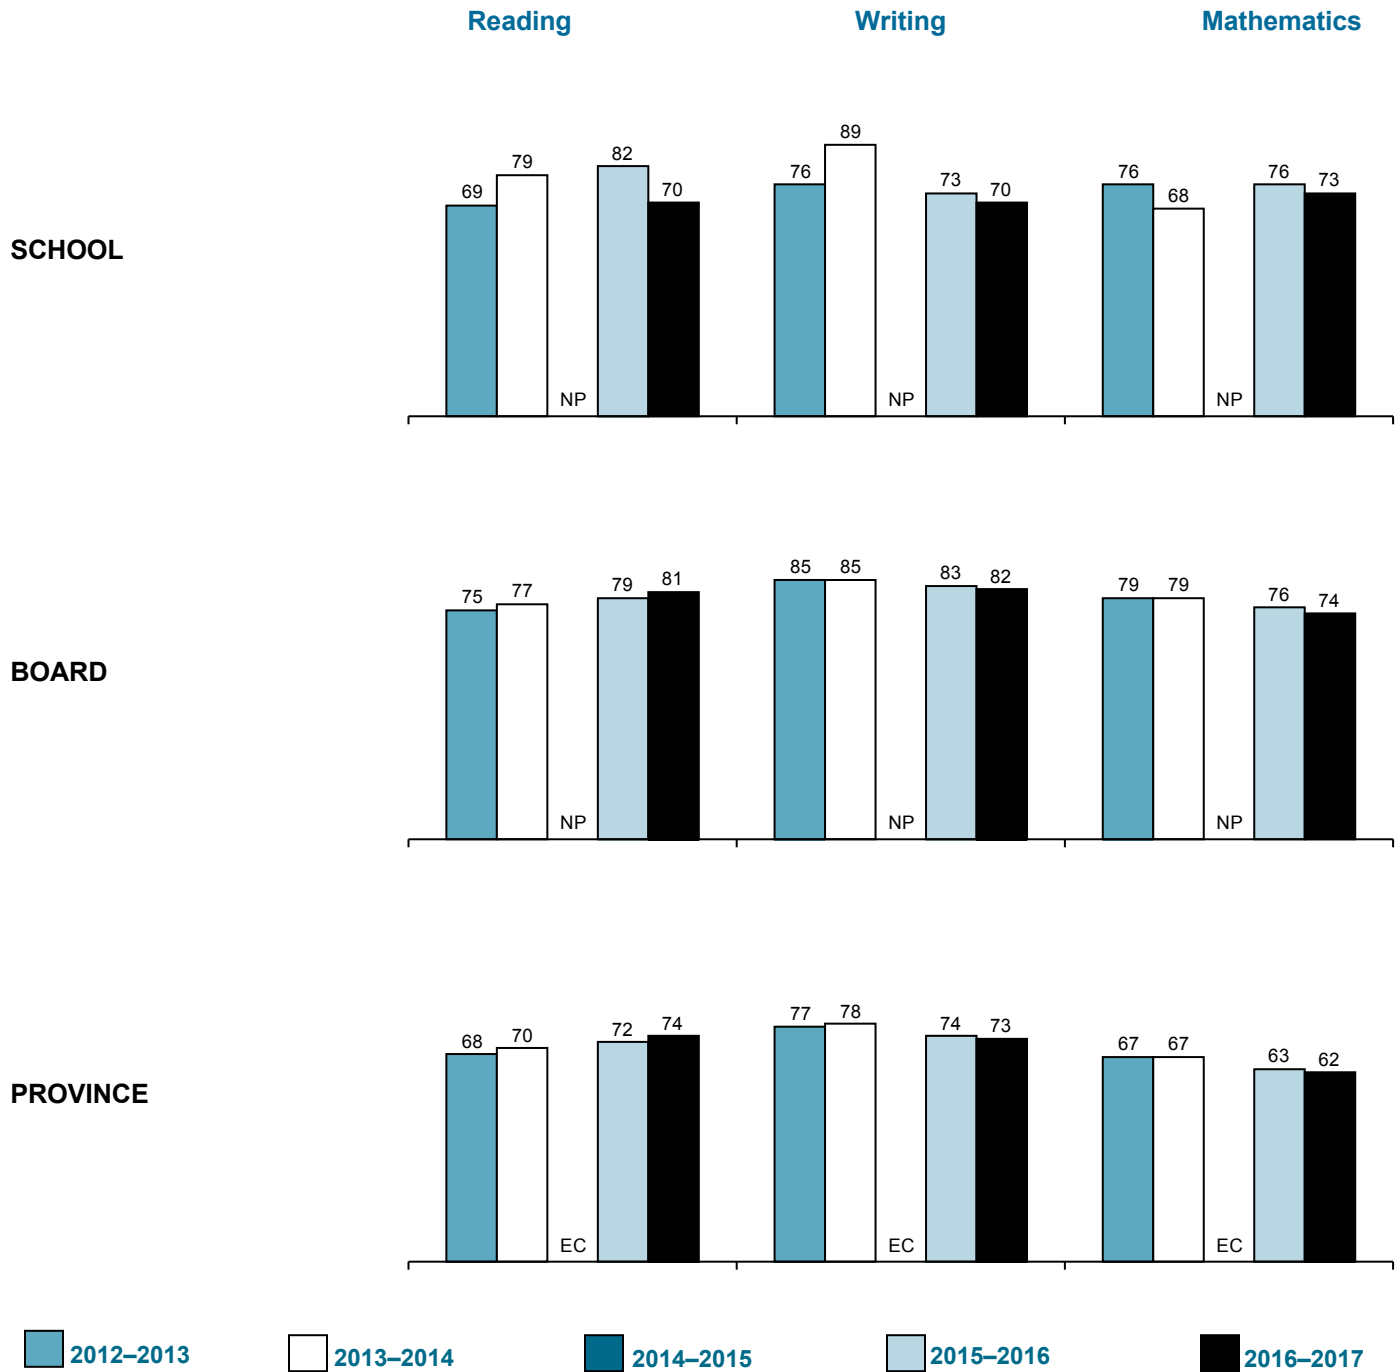 Reading Writing Mathematics
89
79 82
69 70 76 73 70 76 68 76 73
SCHOOL
NP NP NP
75 77 79 81 85 85 83 82 79 79 76 74
BOARD
NP NP NP
68 70 72 74 77 78 74 73 67 67 63 62
PROVINCE
EC EC EC
2012–2013 2013–2014 2014–2015 2015–2016 2016–2017